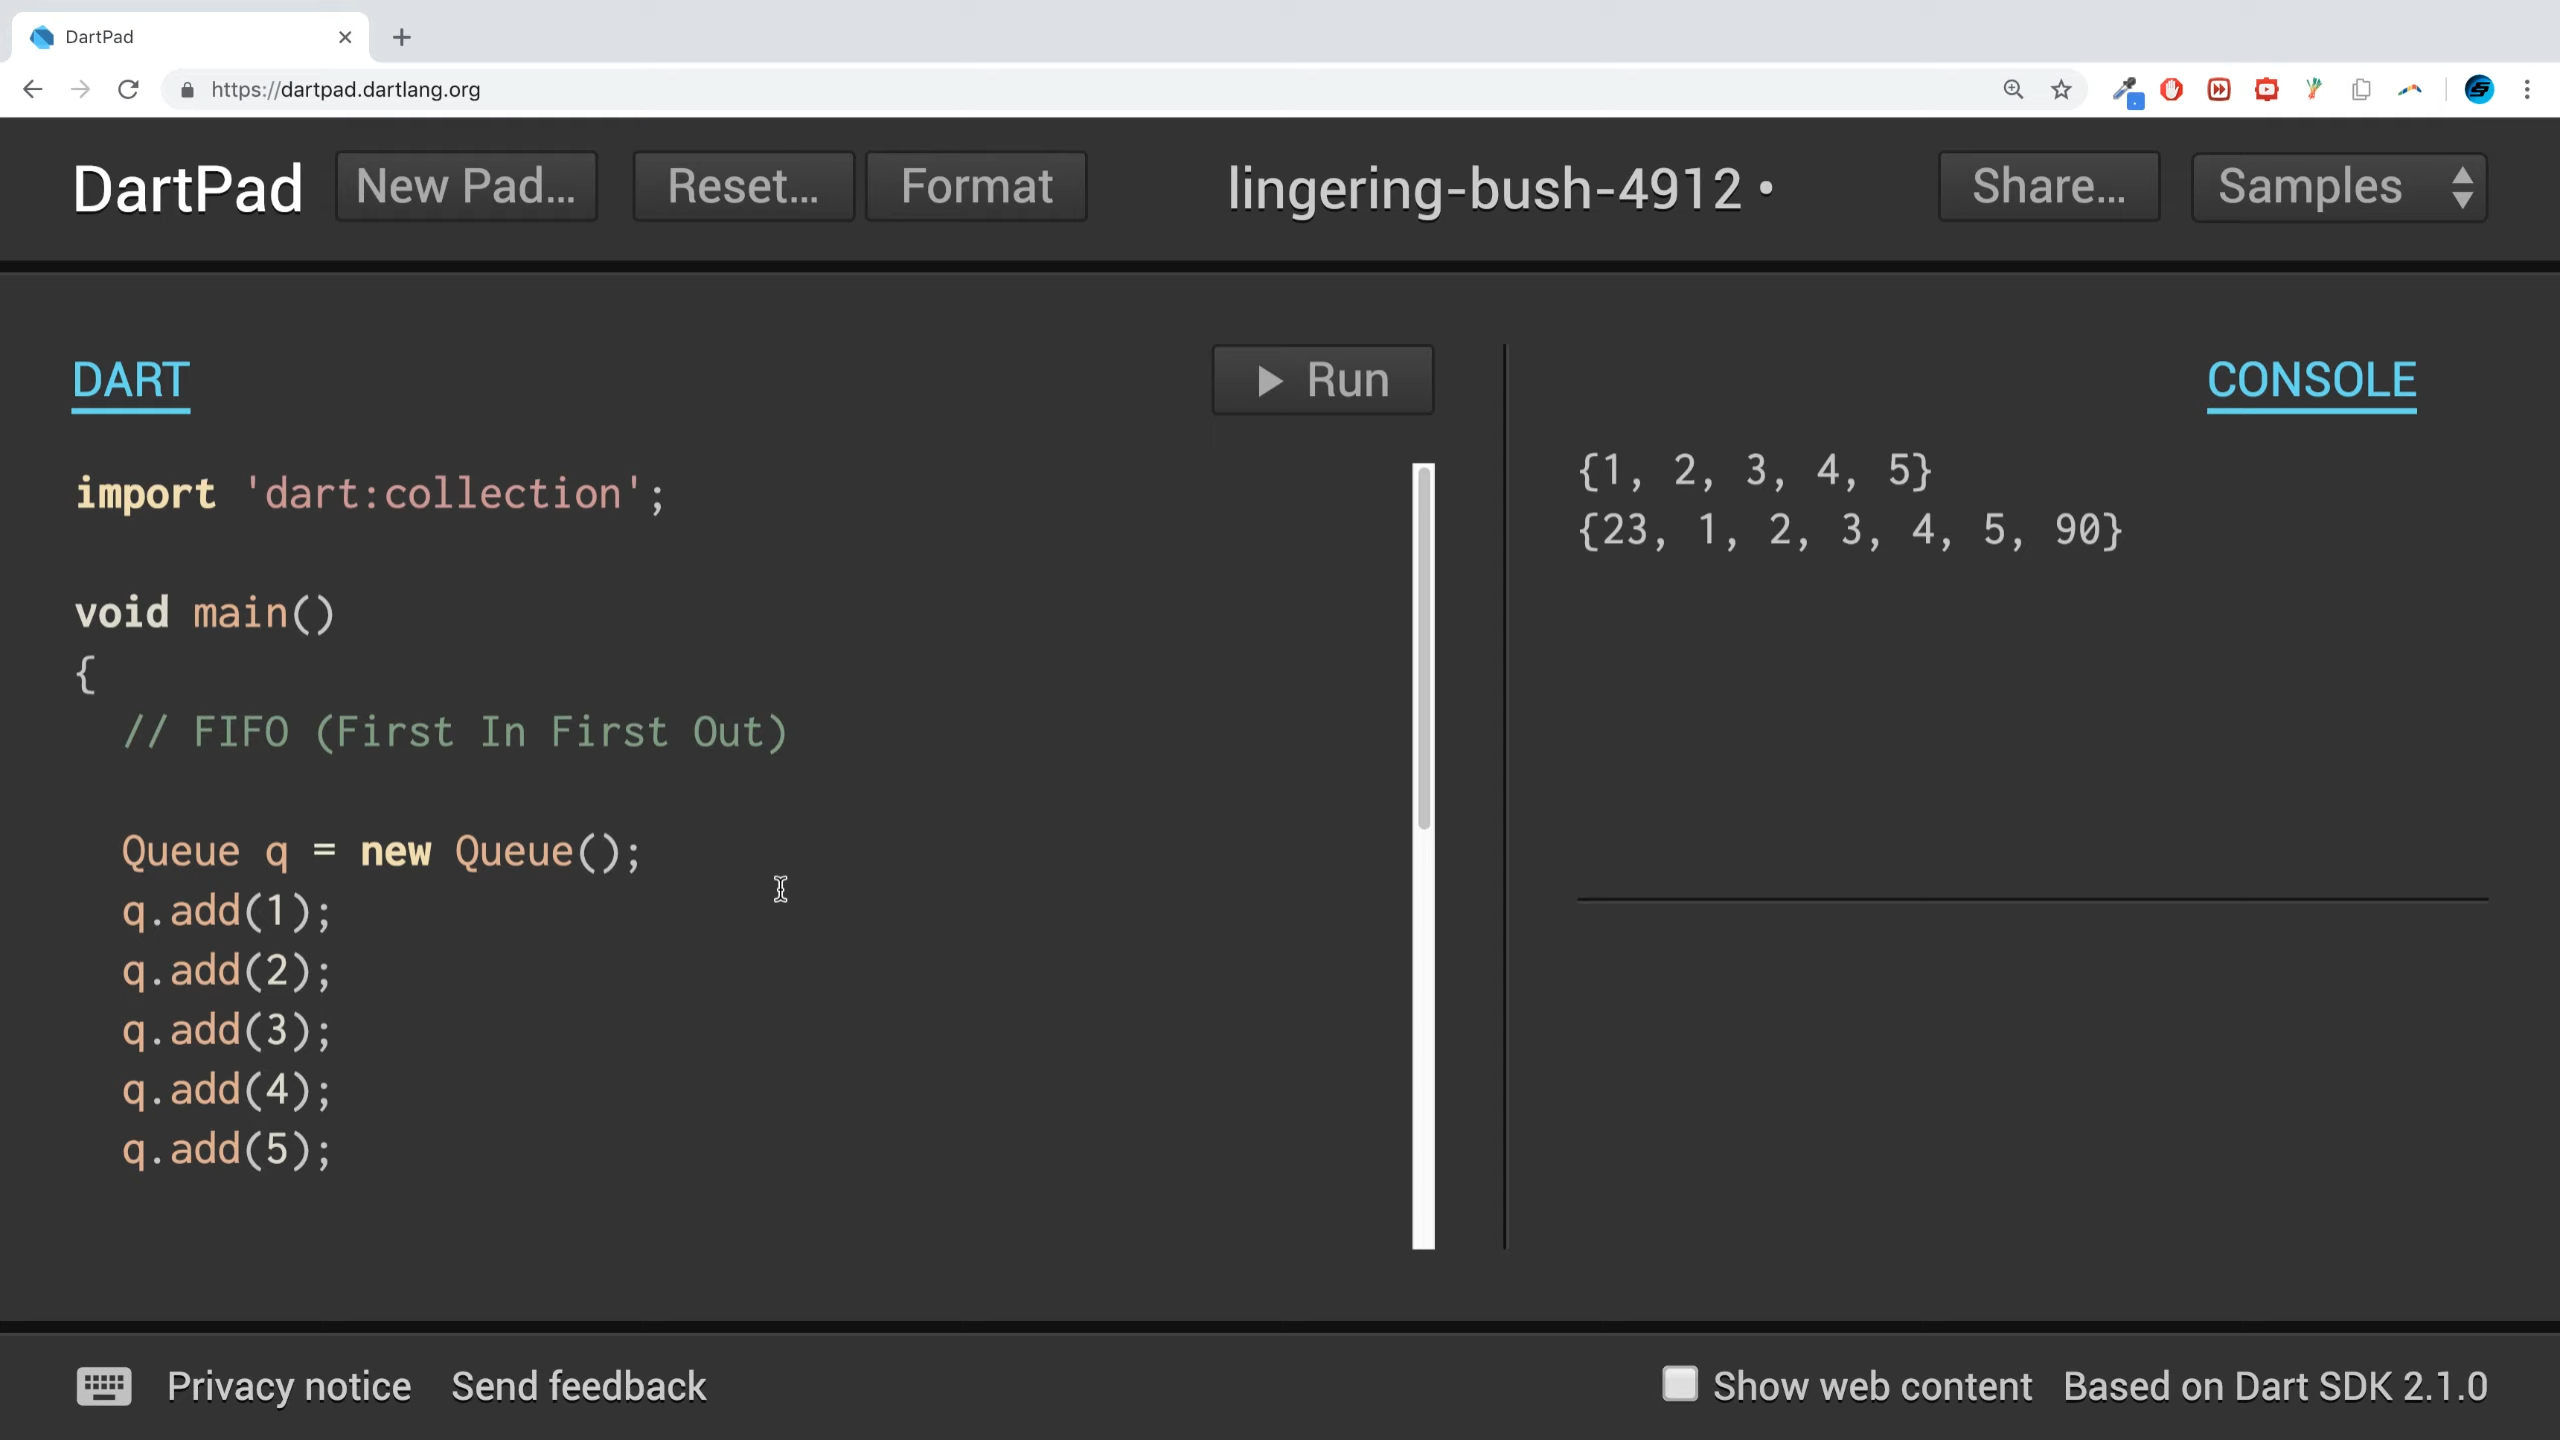 DartPad
https://dartpad.dartlang.org
DartPad New Pad... Reset... Format lingering-bush-4912 • Share... Samples
DART Run CONSOLE
import 'dart:collection';
void main()
{
// FIFO (First In First Out)
Queue q = new Queue();
q.add(1);
q.add(2);
q.add(3);
q.add(4);
q.add(5);
{1, 2, 3, 4, 5}
{23, 1, 2, 3, 4, 5, 90}
Privacy notice Send feedback Show web content Based on Dart SDK 2.1.0